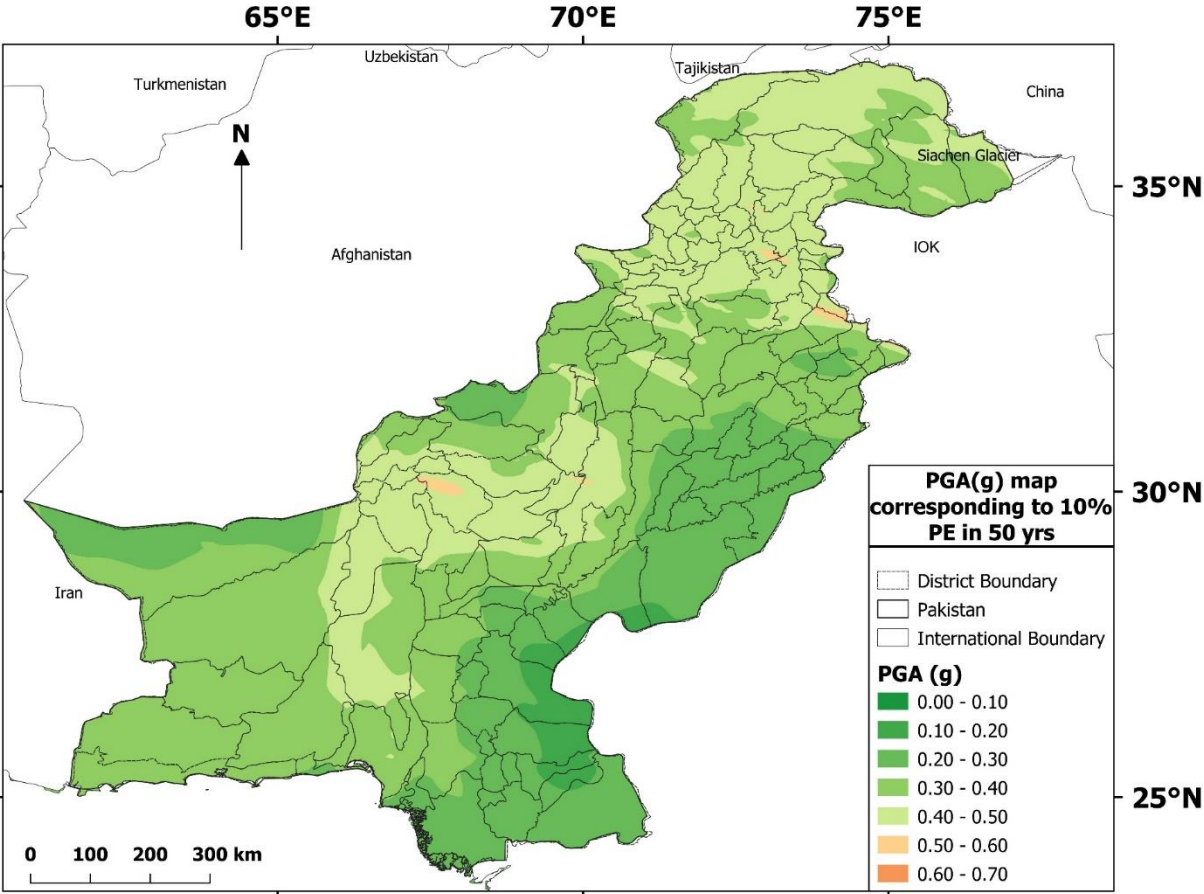 65°E
70°E
75°E
Uzbekistan
Turkmenistan
Tajikistan
China
N
Siachen Glacier
35°N
Afghanistan
IOK
30°N
PGA(g) map
corresponding to 10%
PE in 50 yrs
Iran
District Boundary
Pakistan
International Boundary
PGA (g)
0.00 - 0.10
0.10 - 0.20
0.20 - 0.30
0.30 - 0.40
0.40 - 0.50
0.50 - 0.60
0.60 - 0.70
25°N
0 100 200 300 km